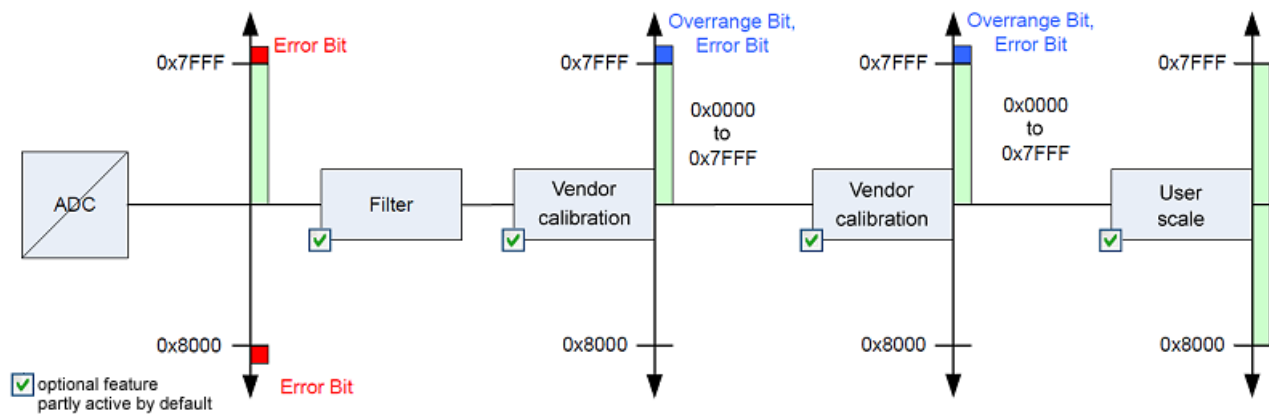 Error Bit
0x7FFF
ADC
0x8000
Error Bit
Filter
Vendor
calibration
Overrange Bit,
Error Bit
0x7FFF
0x0000
to
0x7FFF
0x8000
Vendor
calibration
Overrange Bit,
Error Bit
0x7FFF
0x0000
to
0x7FFF
0x8000
User
scale
0x7FFF
0x8000
optional feature
partly active by default